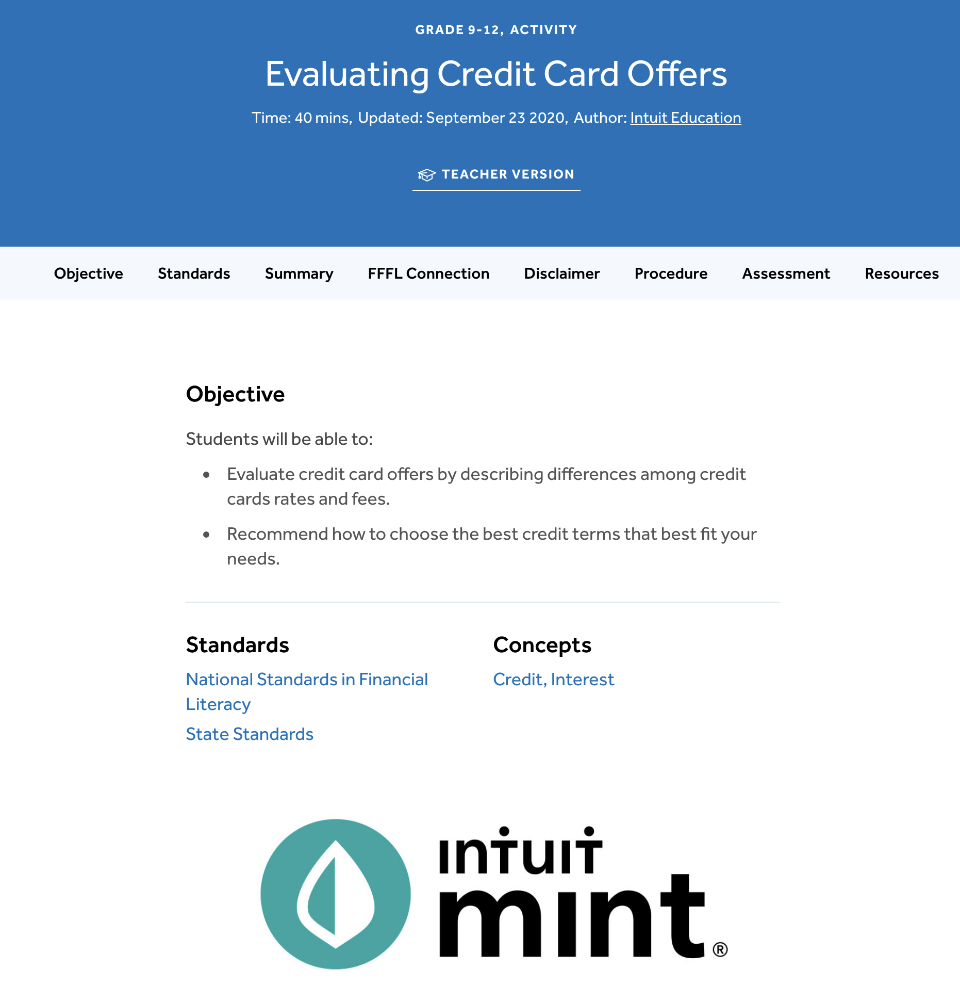 GRADE 9-12, ACTIVITY
Evaluating Credit Card Offers
Time: 40 mins, Updated: September 23 2020, Author: Intuit Education
TEACHER VERSION
Objective Standards Summary FFFL Connection Disclaimer Procedure Assessment Resources
Objective
Students will be able to:
• Evaluate credit card offers by describing differences among credit
cards rates and fees.
• Recommend how to choose the best credit terms that best fit your
needs.
Standards
National Standards in Financial
Literacy
State Standards
Concepts
Credit, Interest
intuit
mint®